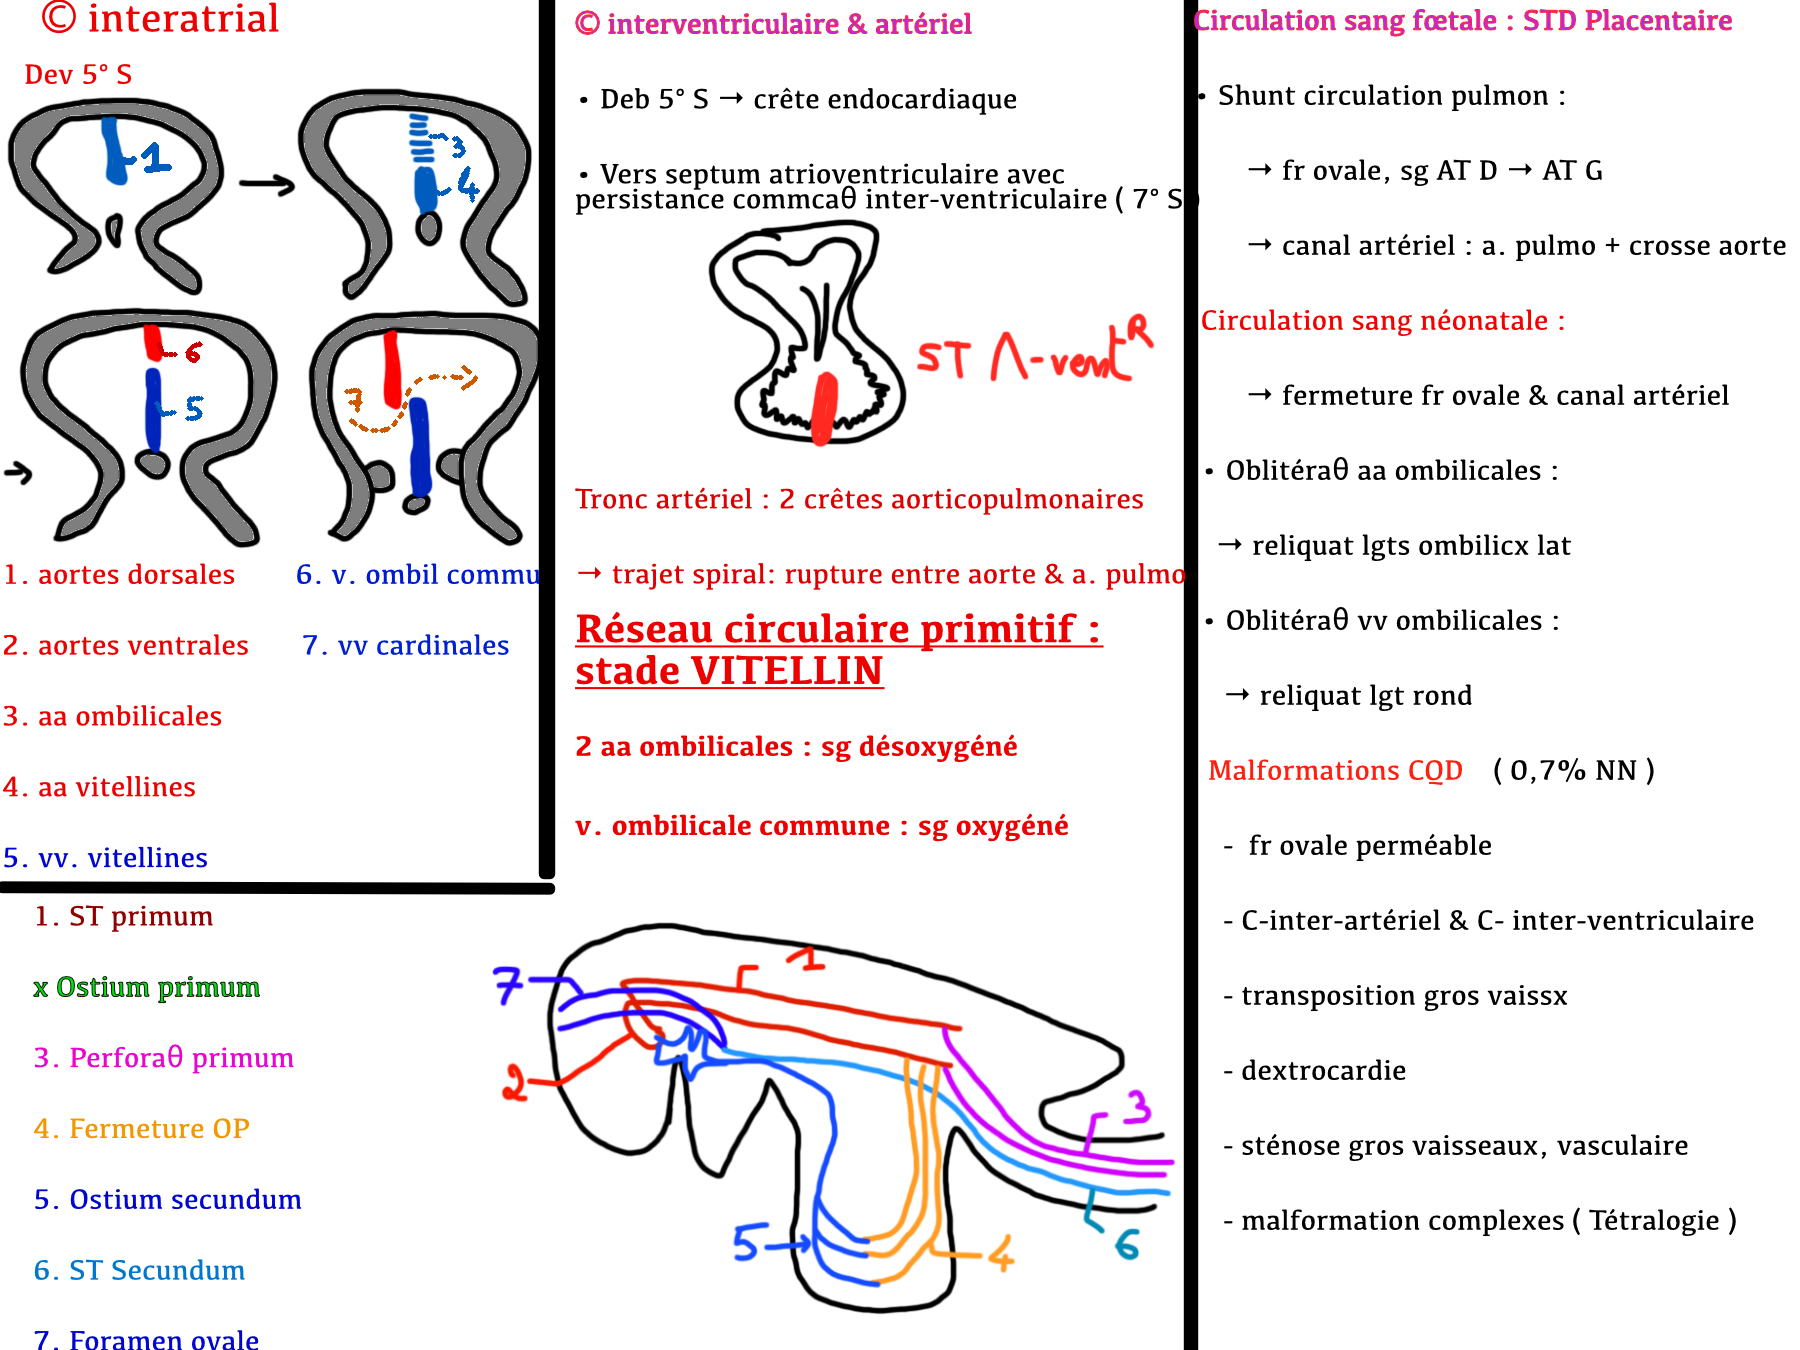 © interatrial
Dev 5° S
1
3
4
6
5
7
1. aortes dorsales
2. aortes ventrales
3. aa ombilicales
4. aa vitellines
5. vv. vitellines
6. v. ombil commu
7. vv cardinales
1. ST primum
x Ostium primum
3. Perforaθ primum
4. Fermeture OP
5. Ostium secundum
6. ST Secundum
7. Foramen ovale
© interventriculaire & artériel
• Deb 5° S → crête endocardiaque
• Vers septum atrioventriculaire avec
persistance commcaθ inter-ventriculaire ( 7° S )
ST Λ-ventR
Tronc artériel : 2 crêtes aorticopulmonaires
→ trajet spiral: rupture entre aorte & a. pulmo
Réseau circulaire primitif :
stade VITELLIN
2 aa ombilicales : sg désoxygéné
v. ombilicale commune : sg oxygéné
7
1
2
3
5
4
6
Circulation sang fœtale : STD Placentaire
• Shunt circulation pulmon :
→ fr ovale, sg AT D → AT G
→ canal artériel : a. pulmo + crosse aorte
Circulation sang néonatale :
→ fermeture fr ovale & canal artériel
• Oblitéraθ aa ombilicales :
→ reliquat lgts ombilicx lat
• Oblitéraθ vv ombilicales :
→ reliquat lgt rond
Malformations CQD ( 0,7% NN )
- fr ovale perméable
- C-inter-artériel & C- inter-ventriculaire
- transposition gros vaissx
- dextrocardie
- sténose gros vaisseaux, vasculaire
- malformation complexes ( Tétralogie )